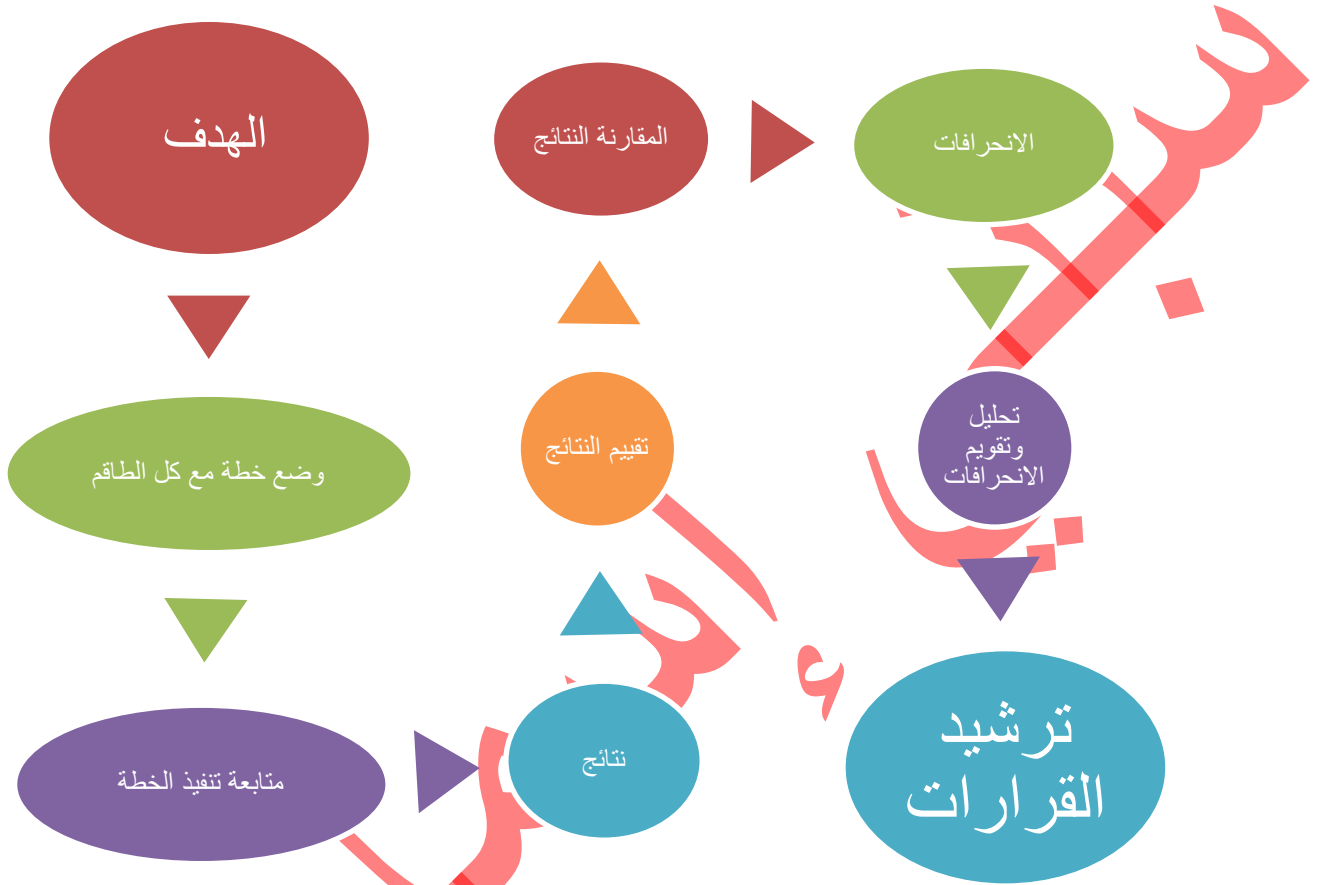 الهدف
وضع خطة مع كل الطاقم
متابعة تنفيذ الخطة
نتائج
تقييم النتائج
المقارنة النتائج
الانحرافات
تحليل
وتقويم
الانحرافات
ترشيد
القرارات